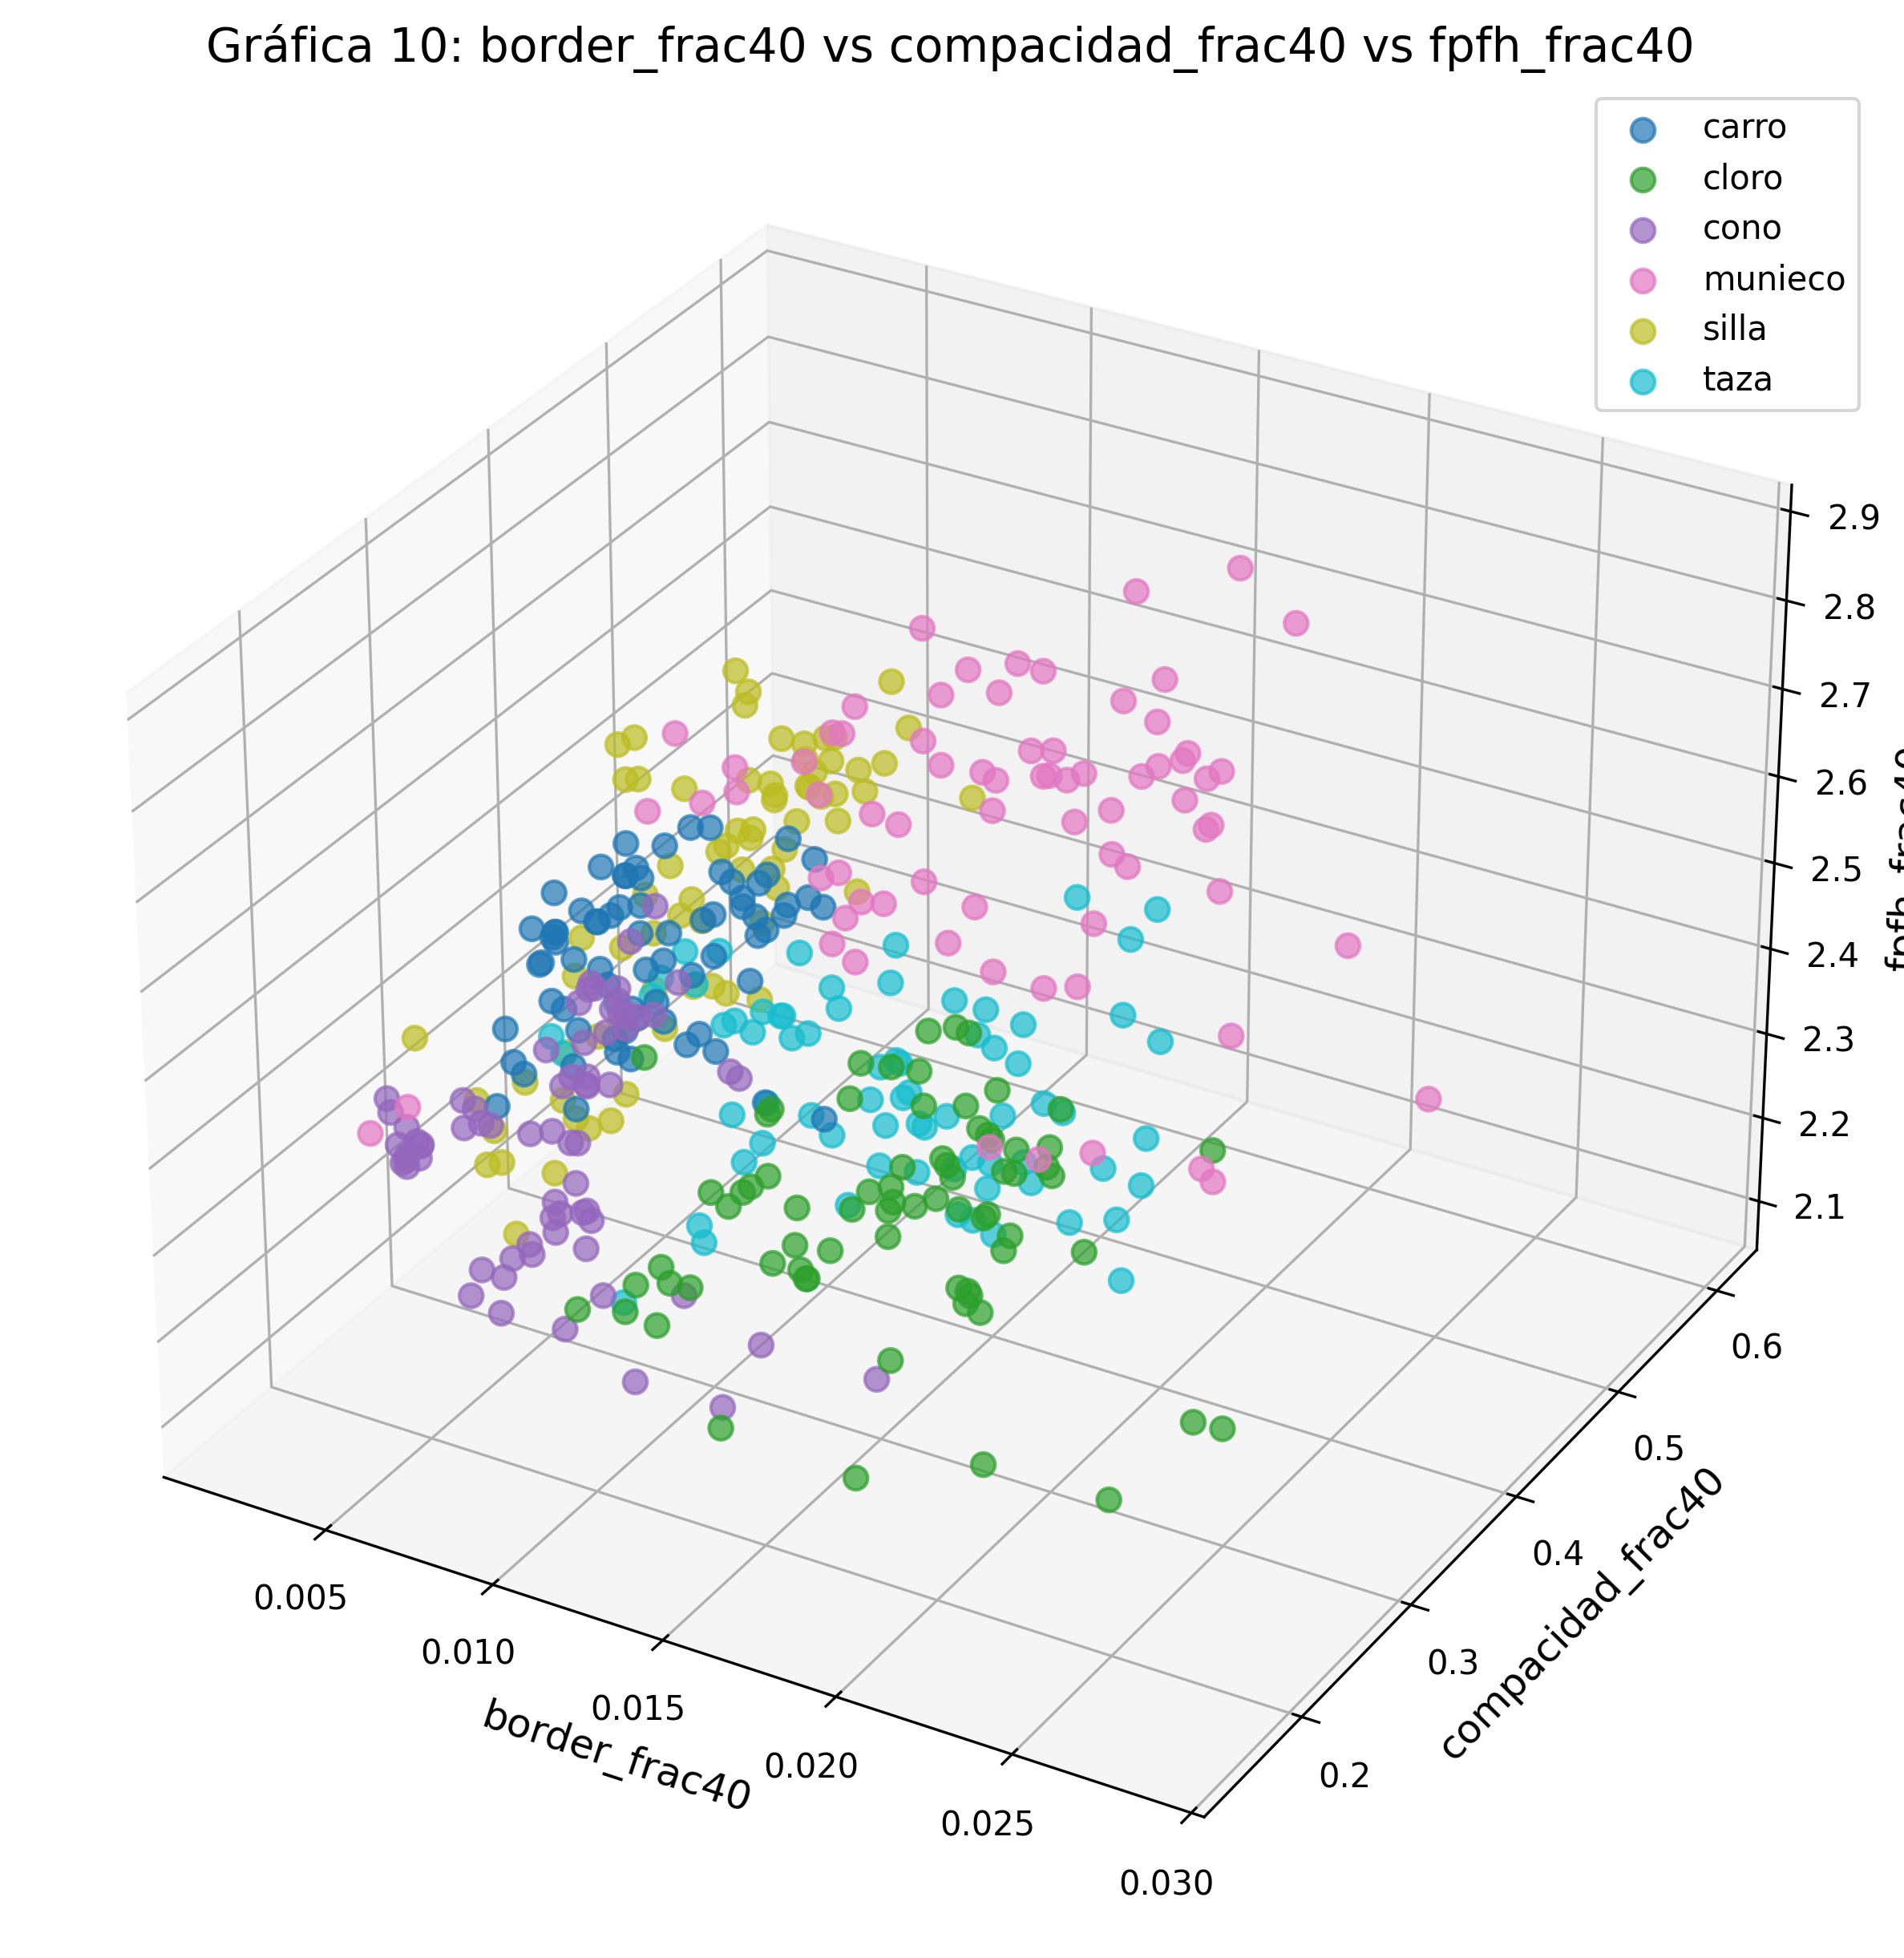 Gráfica 10: border_frac40 vs compacidad_frac40 vs fpfh_frac40
carro
cloro
cono
munieco
silla
taza
2.9
2.8
2.7
2.6
2.5
2.4
2.3
2.2
2.1
fpfh_frac40
0.6
0.5
0.4
0.3
0.2
compacidad_frac40
0.005
0.010
0.015
0.020
0.025
0.030
border_frac40